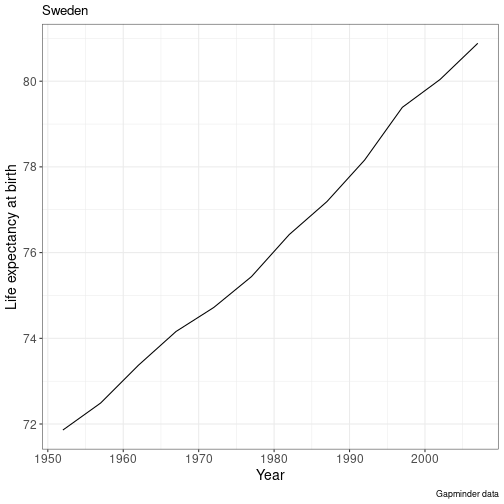 Sweden
80
78
76
74
72
Life expectancy at birth
1950 1960 1970 1980 1990 2000
Year
Gapminder data